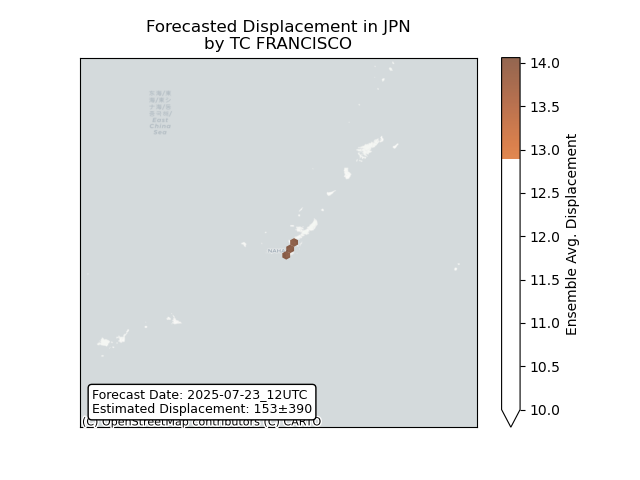 Forecasted Displacement in JPN
by TC FRANCISCO
East
China
Sea
NAHA
Forecast Date: 2025-07-23_12UTC
Estimated Displacement: 153±390
(C) OpenStreetMap contributors (C) CARTO
14.0
13.5
13.0
12.5
12.0
11.5
11.0
10.5
10.0
Ensemble Avg. Displacement